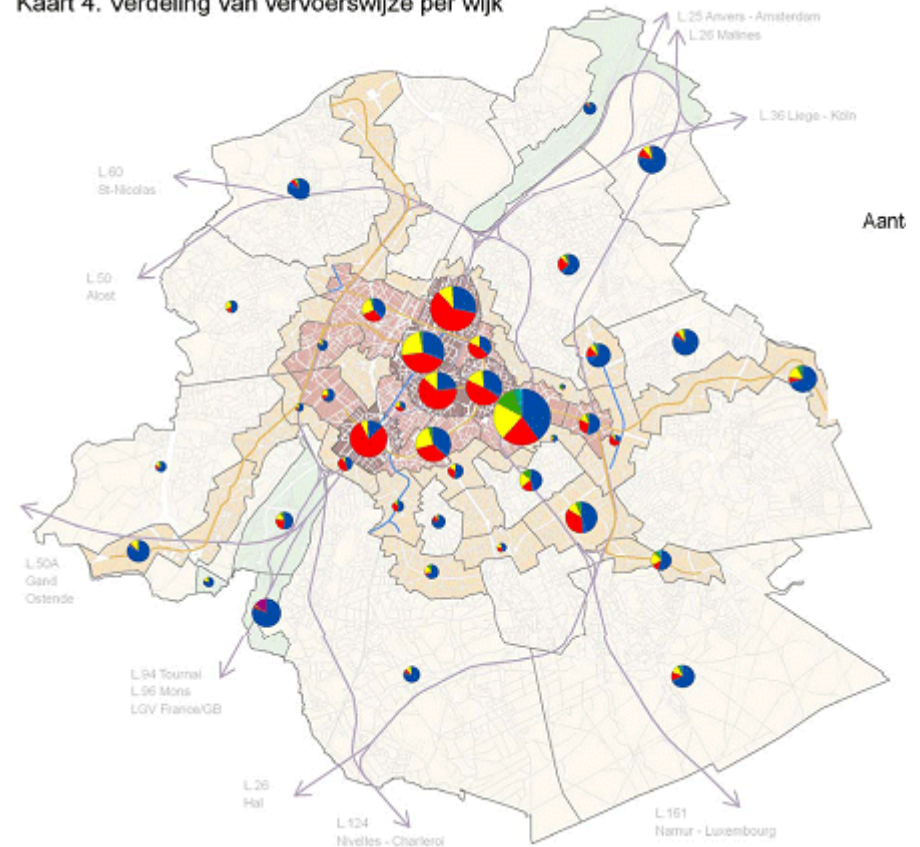 Kaart 4. Verdeling van vervoerswijze per wijk
L.25 Anvers - Amsterdam
L.26 Malines
L.36 Liege - Köln
L.60
St-Nicolas
Aant
L.50
Alost
L.50A
Gand
Ostende
L.94 Tournai
L.96 Mons
LGV France/GB
L.26
Hal
L.124
Nivelles - Charleroi
L.161
Namur - Luxembourg